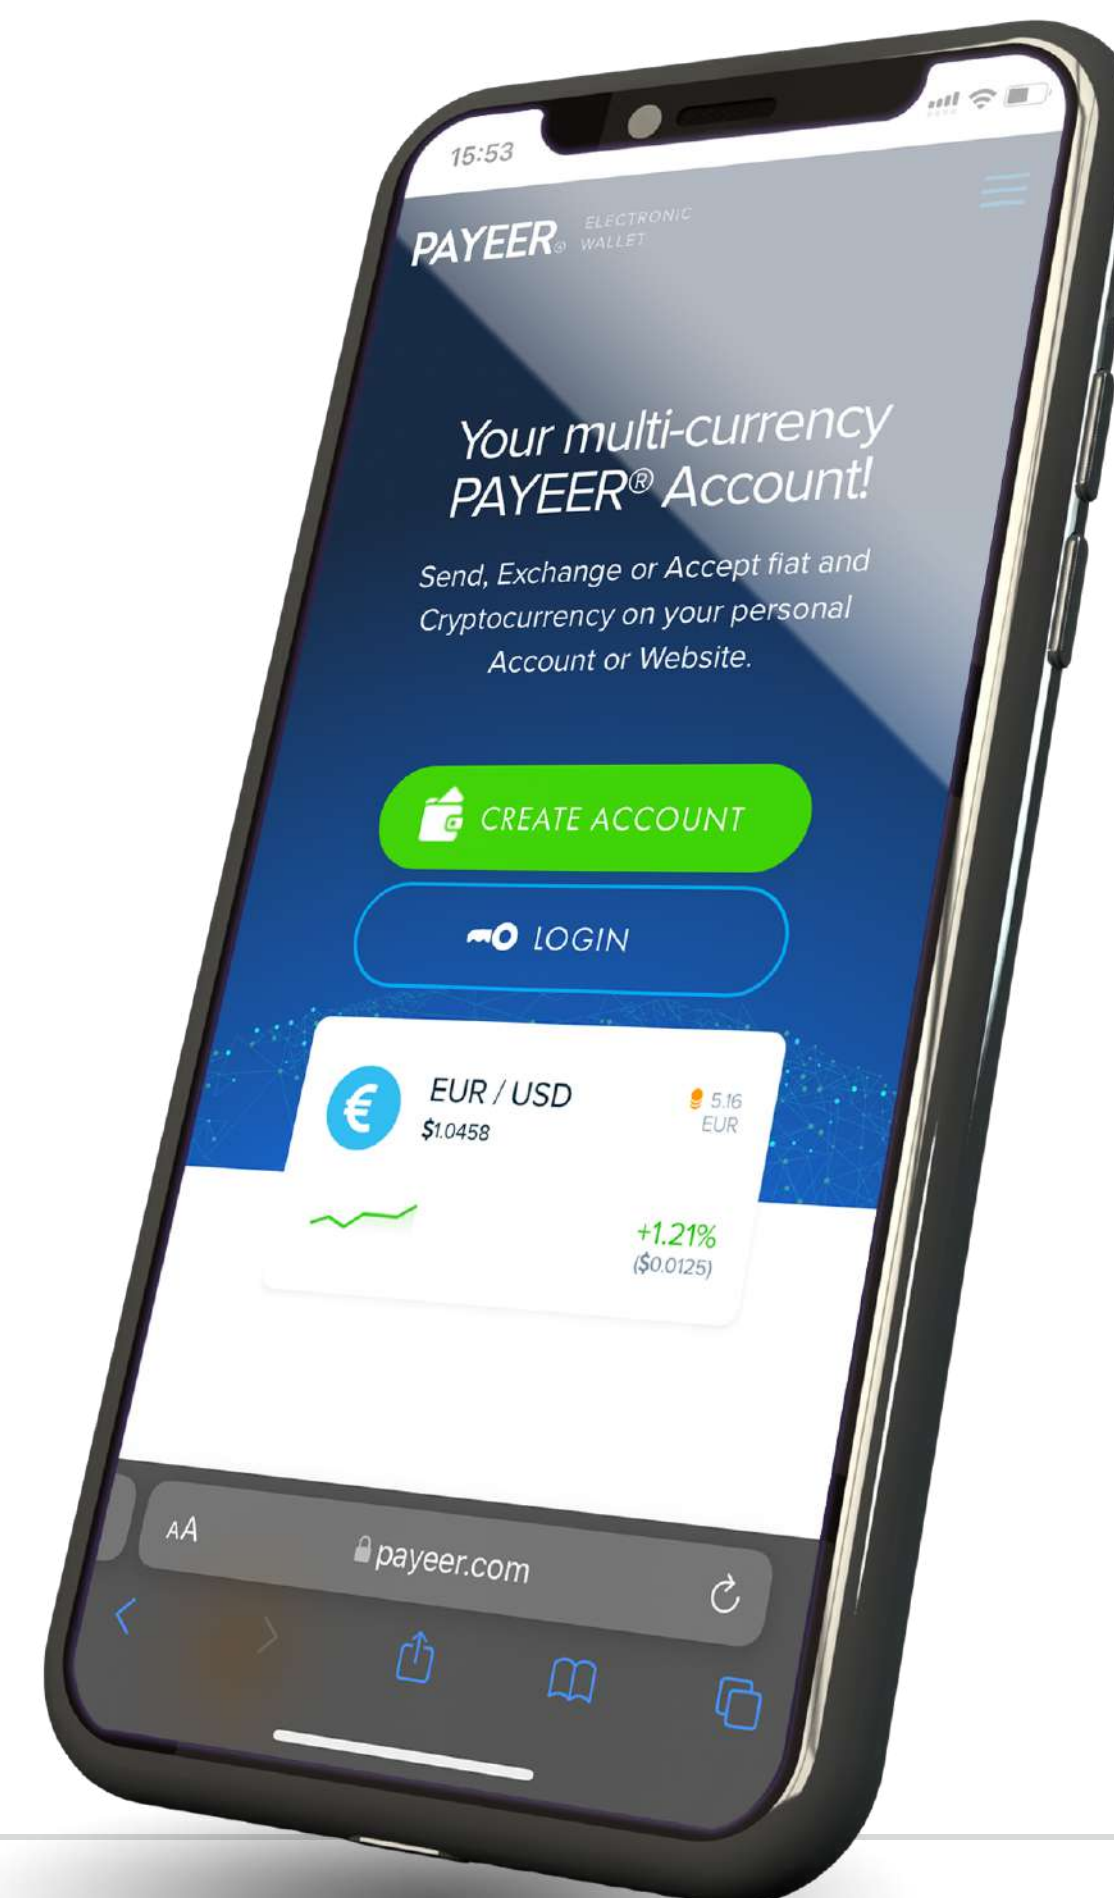 15:53
PAYEER® ELECTRONIC
WALLET
Your multi-currency
PAYEER® Account!
Send, Exchange or Accept fiat and
Cryptocurrency on your personal
Account or Website.
CREATE ACCOUNT
LOGIN
€
EUR / USD
$1.0458
5.16
EUR
+1.21%
($0.0125)
AA
payeer.com